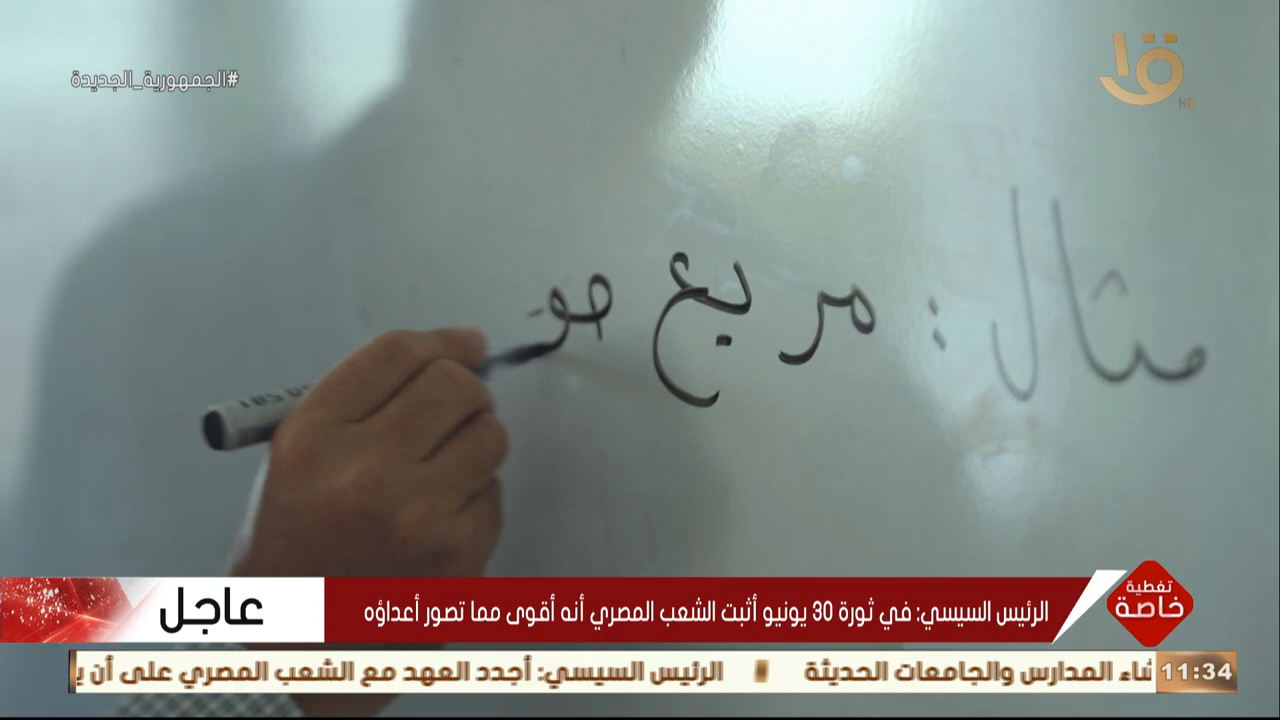 #الجمهورية_الجديدة
HD
مثال : مربع مو
تغطية
خاصة
الرئيس السيسي: في ثورة 30 يونيو أثبت الشعب المصري أنه أقوى مما تصور أعداؤه
عاجل
11:34
المدارس والجامعات الحديثة
الرئيس السيسي: أجدد العهد مع الشعب المصري على أن